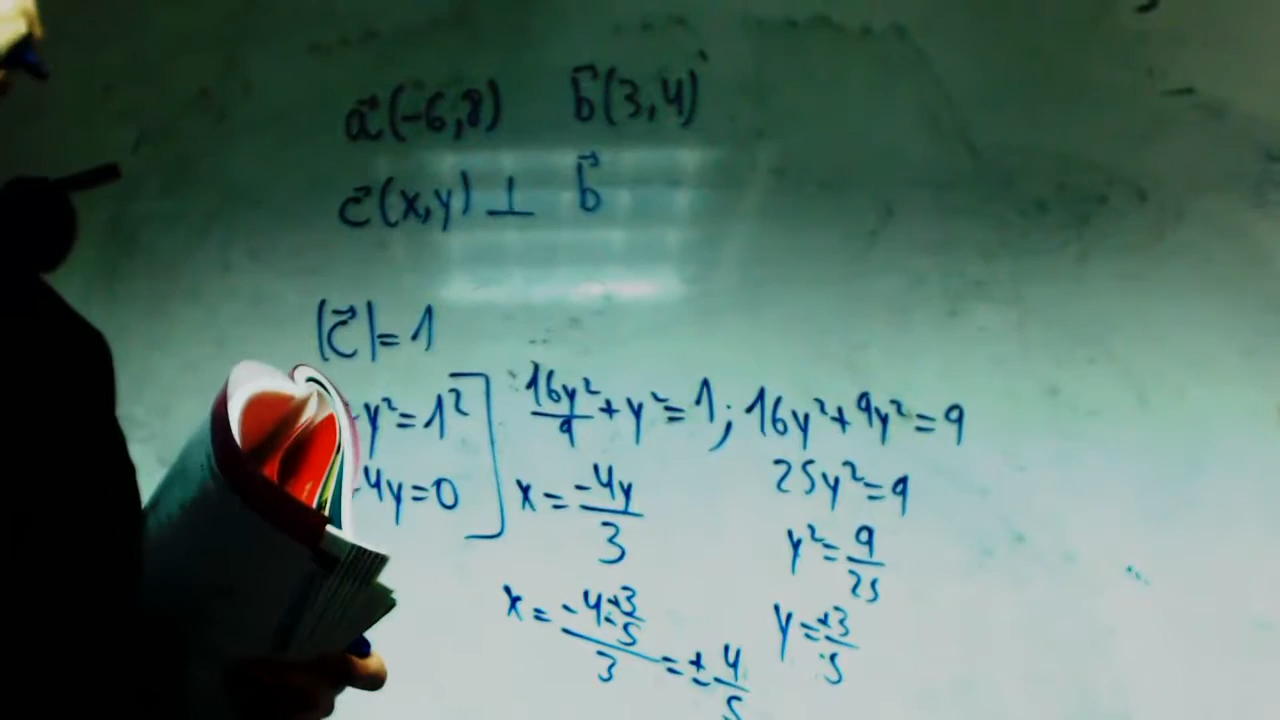 a⃗(-6,8) b⃗(3,4)
c⃗(x,y) ⊥ b⃗
|c⃗|=1
y²=1² 16y²/9 + y² = 1; 16y²+9y²=9
4y=0 x = -4y/3 25y²=9
y²= 9/25
x = (-4·±3/5)/3 = ± 4/5 y = ±3/5